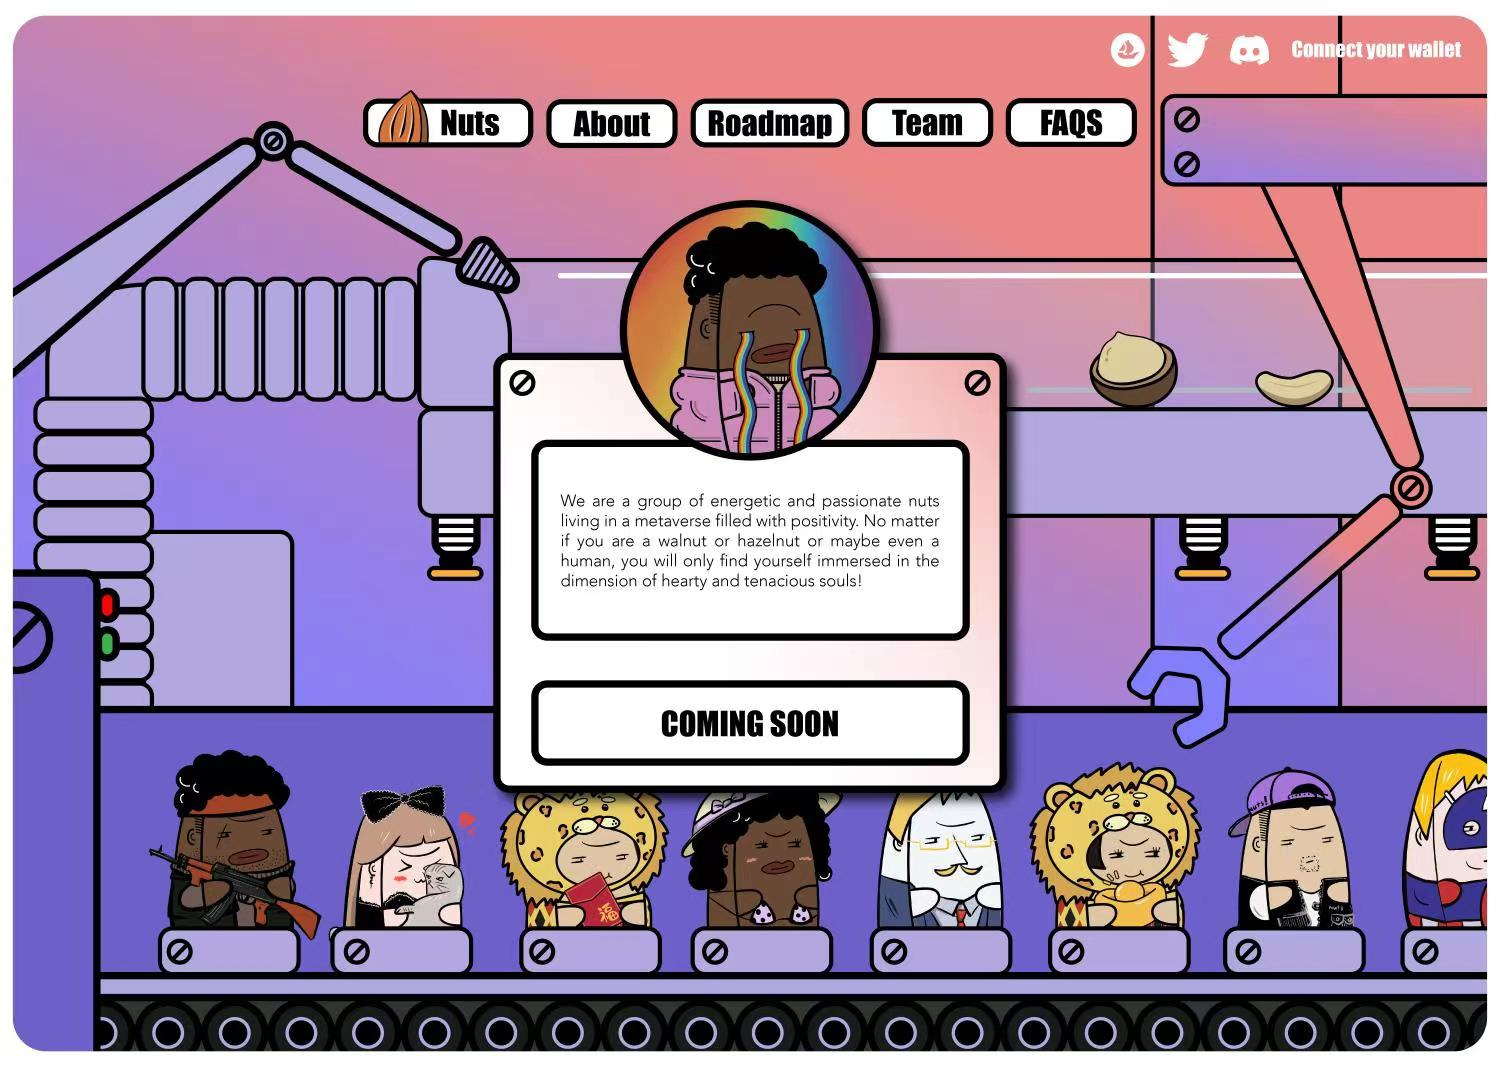 Connect your wallet
Nuts
About
Roadmap
Team
FAQS
We are a group of energetic and passionate nuts
living in a metaverse filled with positivity. No matter
if you are a walnut or hazelnut or maybe even a
human, you will only find yourself immersed in the
dimension of hearty and tenacious souls!
COMING SOON
nuts!
福
nuts